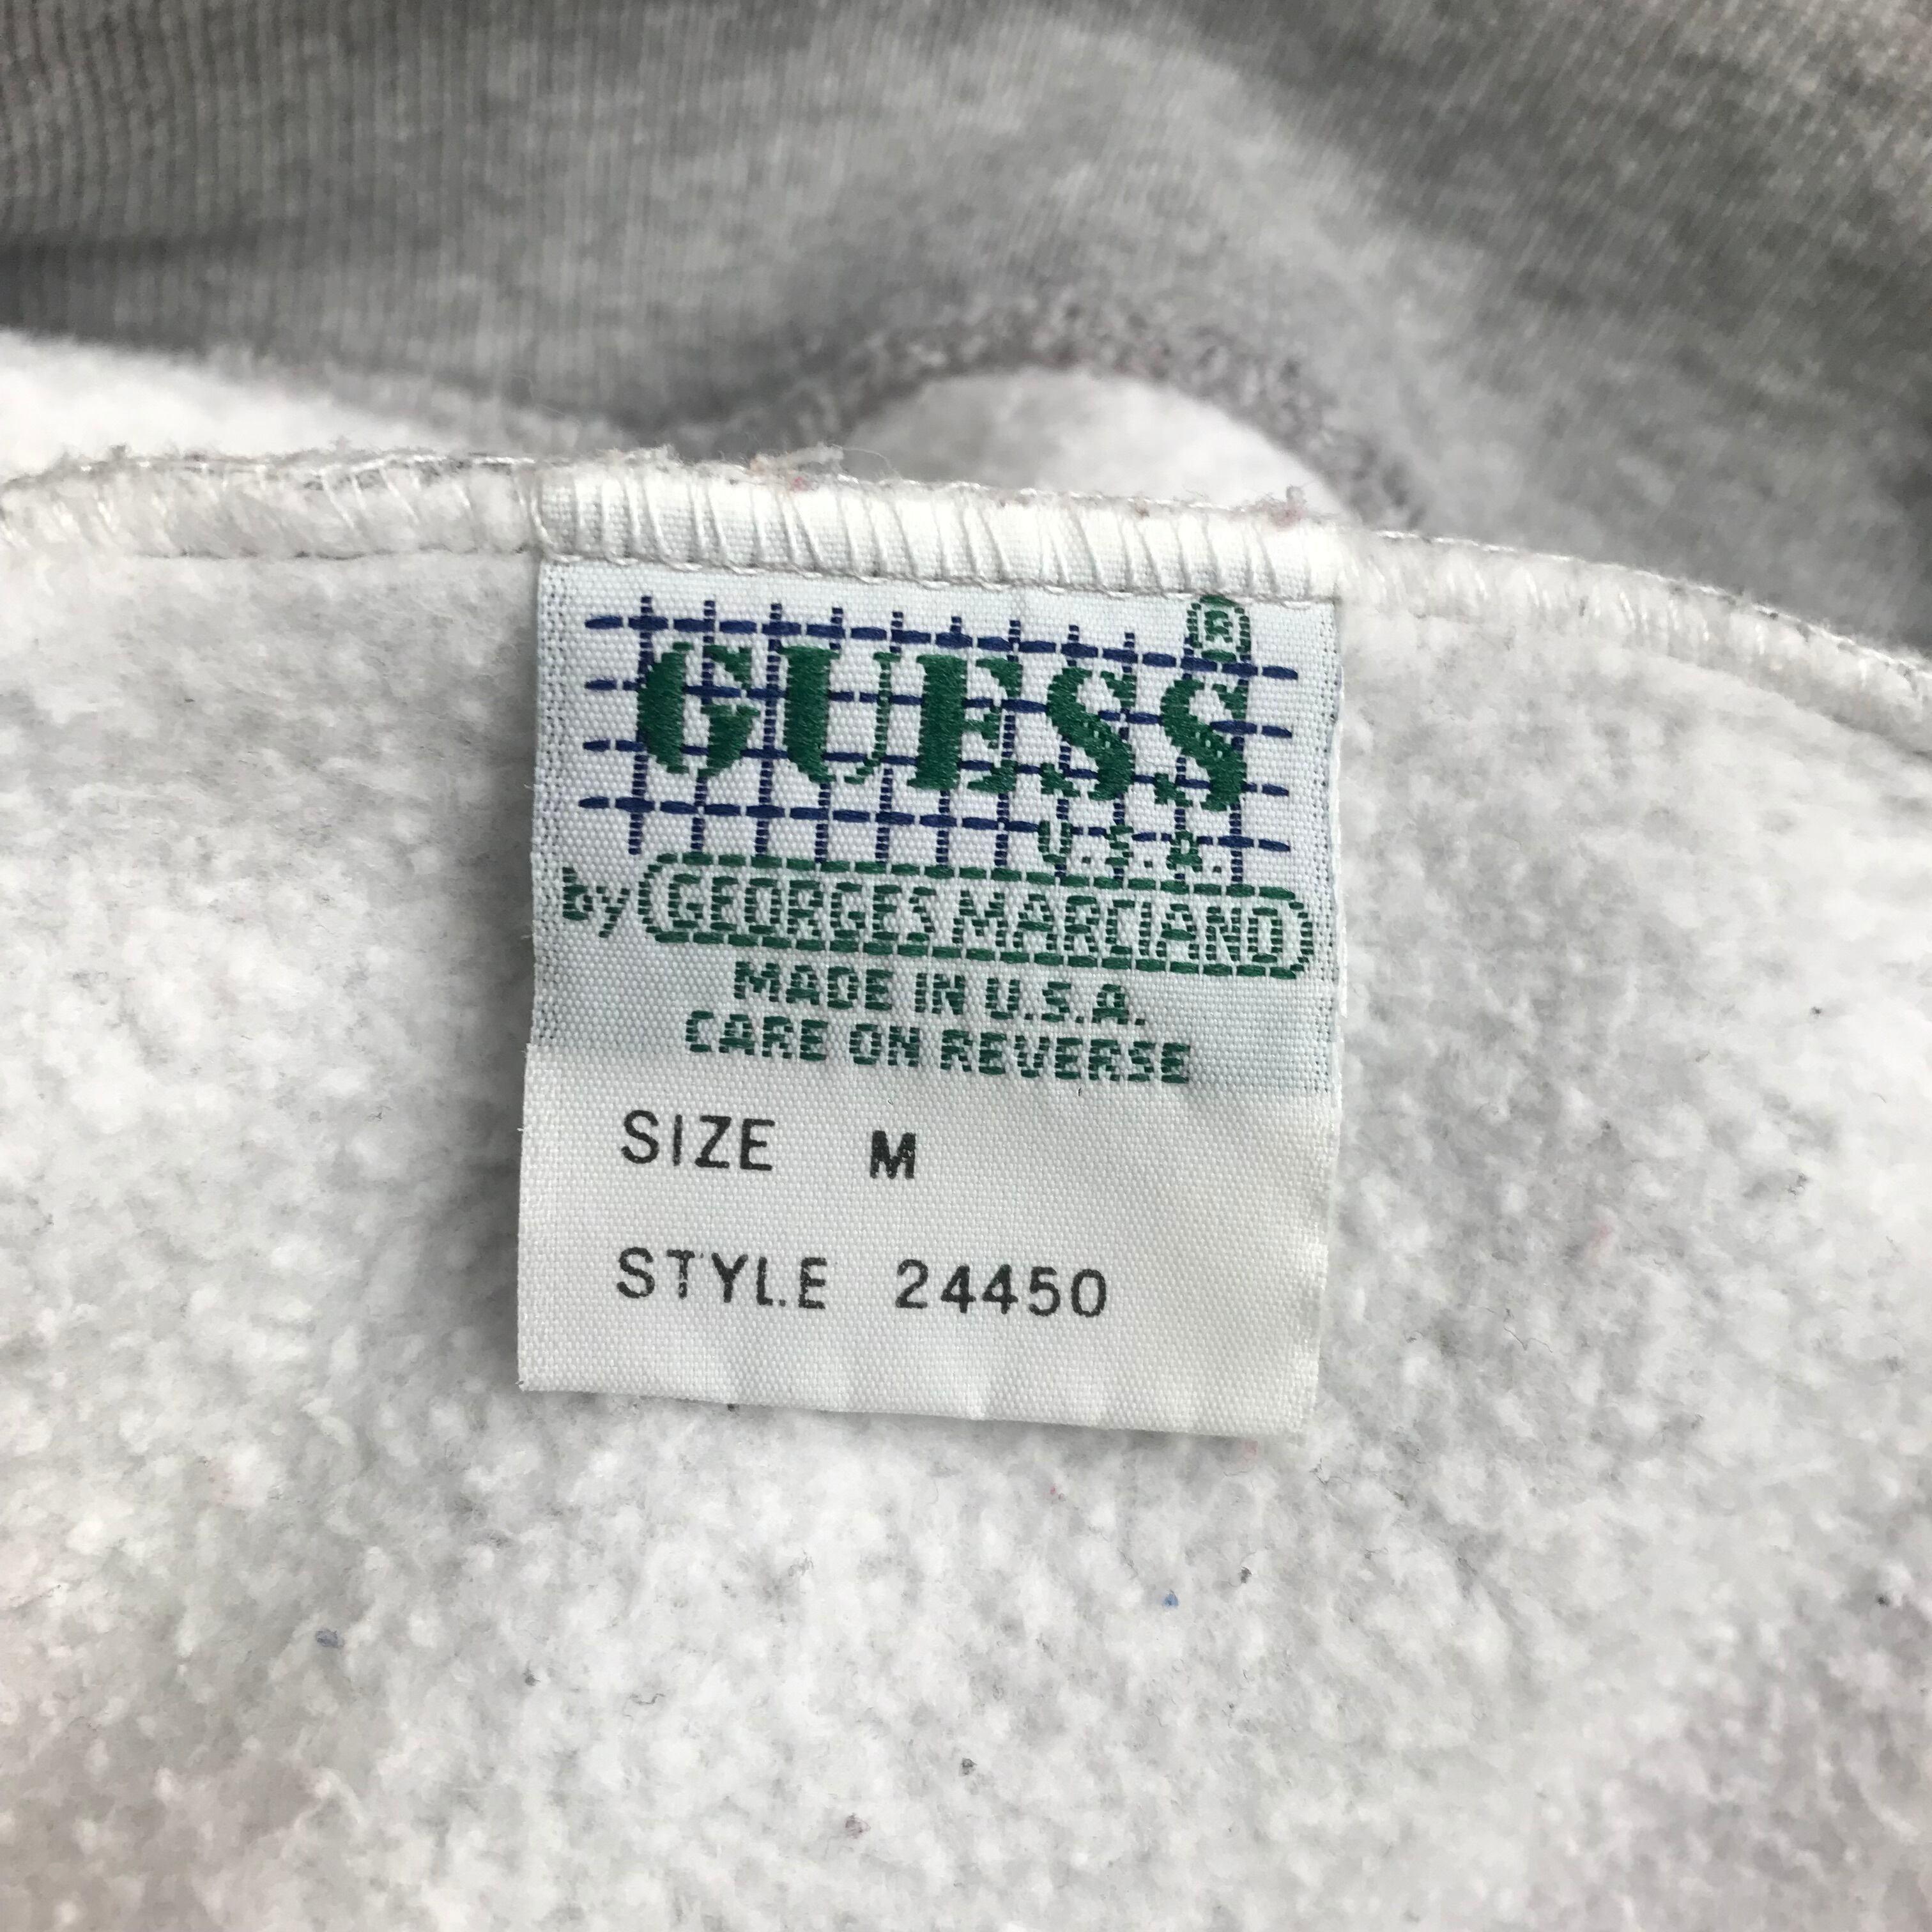 GUESS ®
U.S.A.
by GEORGES MARCIANO
MADE IN U.S.A.
CARE ON REVERSE
SIZE M
STYLE 24450